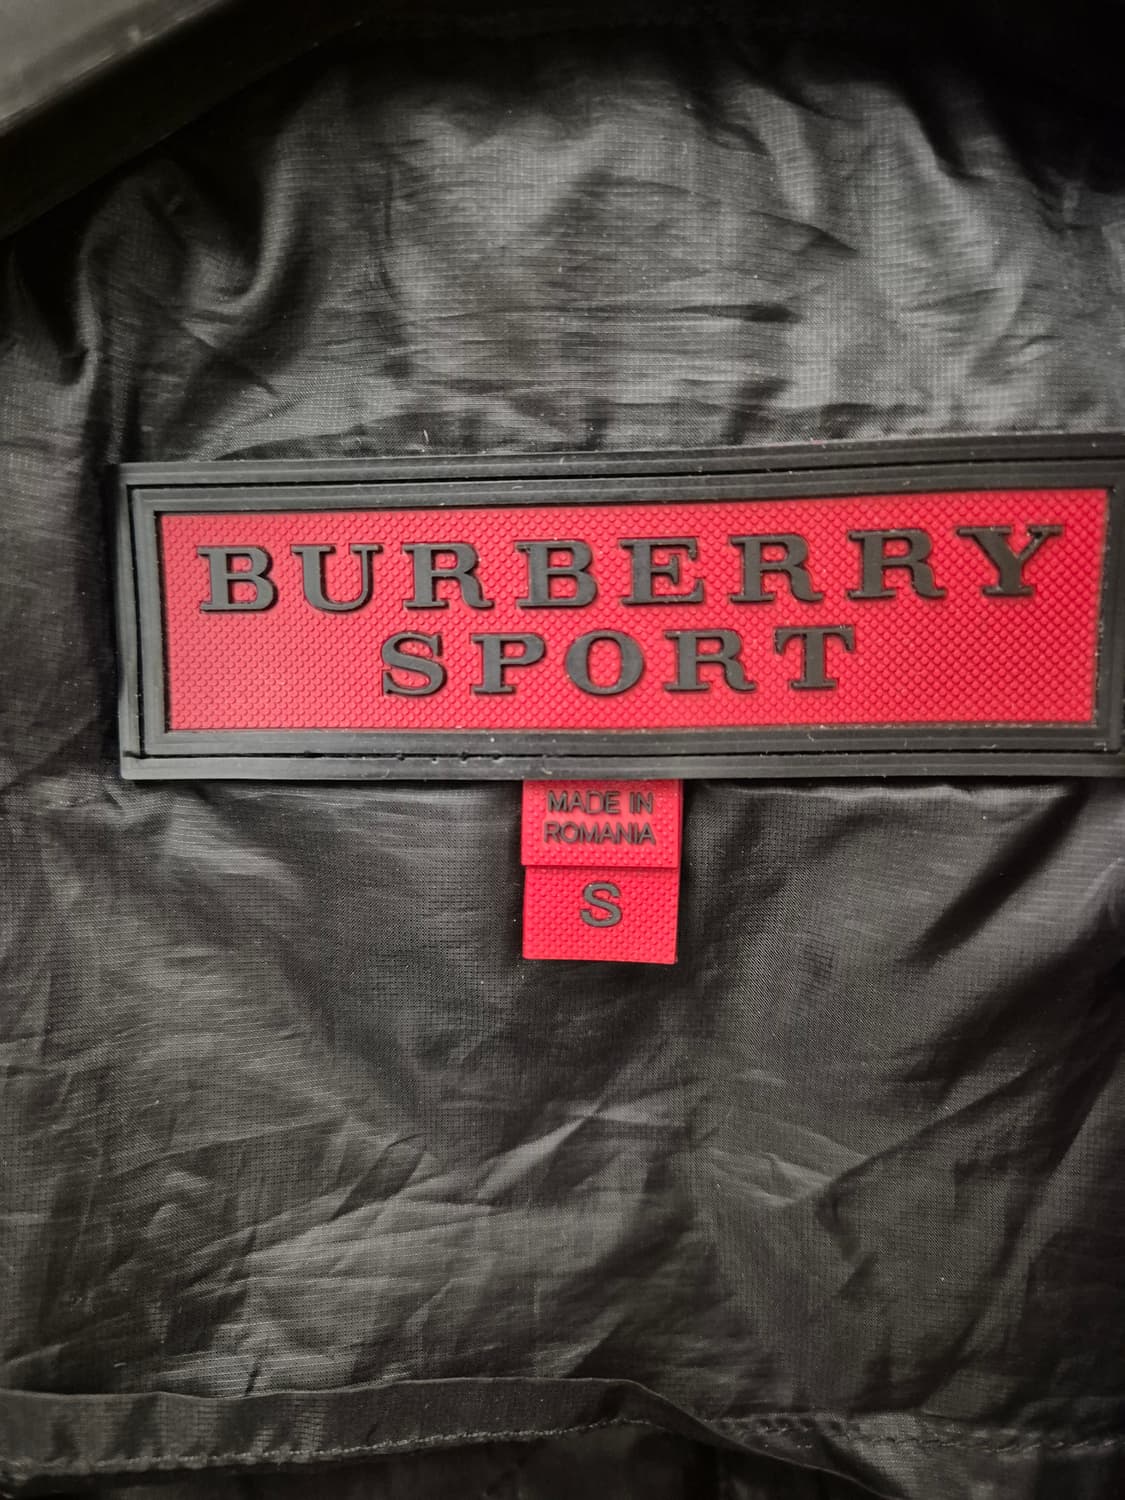 BURBERRY
SPORT
MADE IN
ROMANIA
S